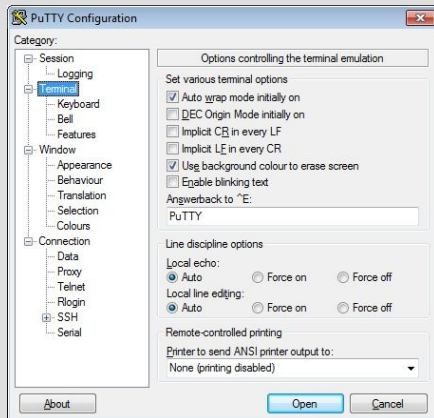 PuTTY Configuration
Category:
Session
Logging
Terminal
Keyboard
Bell
Features
Window
Appearance
Behaviour
Translation
Selection
Colours
Connection
Data
Proxy
Telnet
Rlogin
SSH
Serial
Options controlling the terminal emulation
Set various terminal options
Auto wrap mode initially on
DEC Origin Mode initially on
Implicit CR in every LF
Implicit LF in every CR
Use background colour to erase screen
Enable blinking text
Answerback to ^E:
PuTTY
Line discipline options
Local echo:
Auto Force on Force off
Local line editing:
Auto Force on Force off
Remote-controlled printing
Printer to send ANSI printer output to:
None (printing disabled)
About Open Cancel